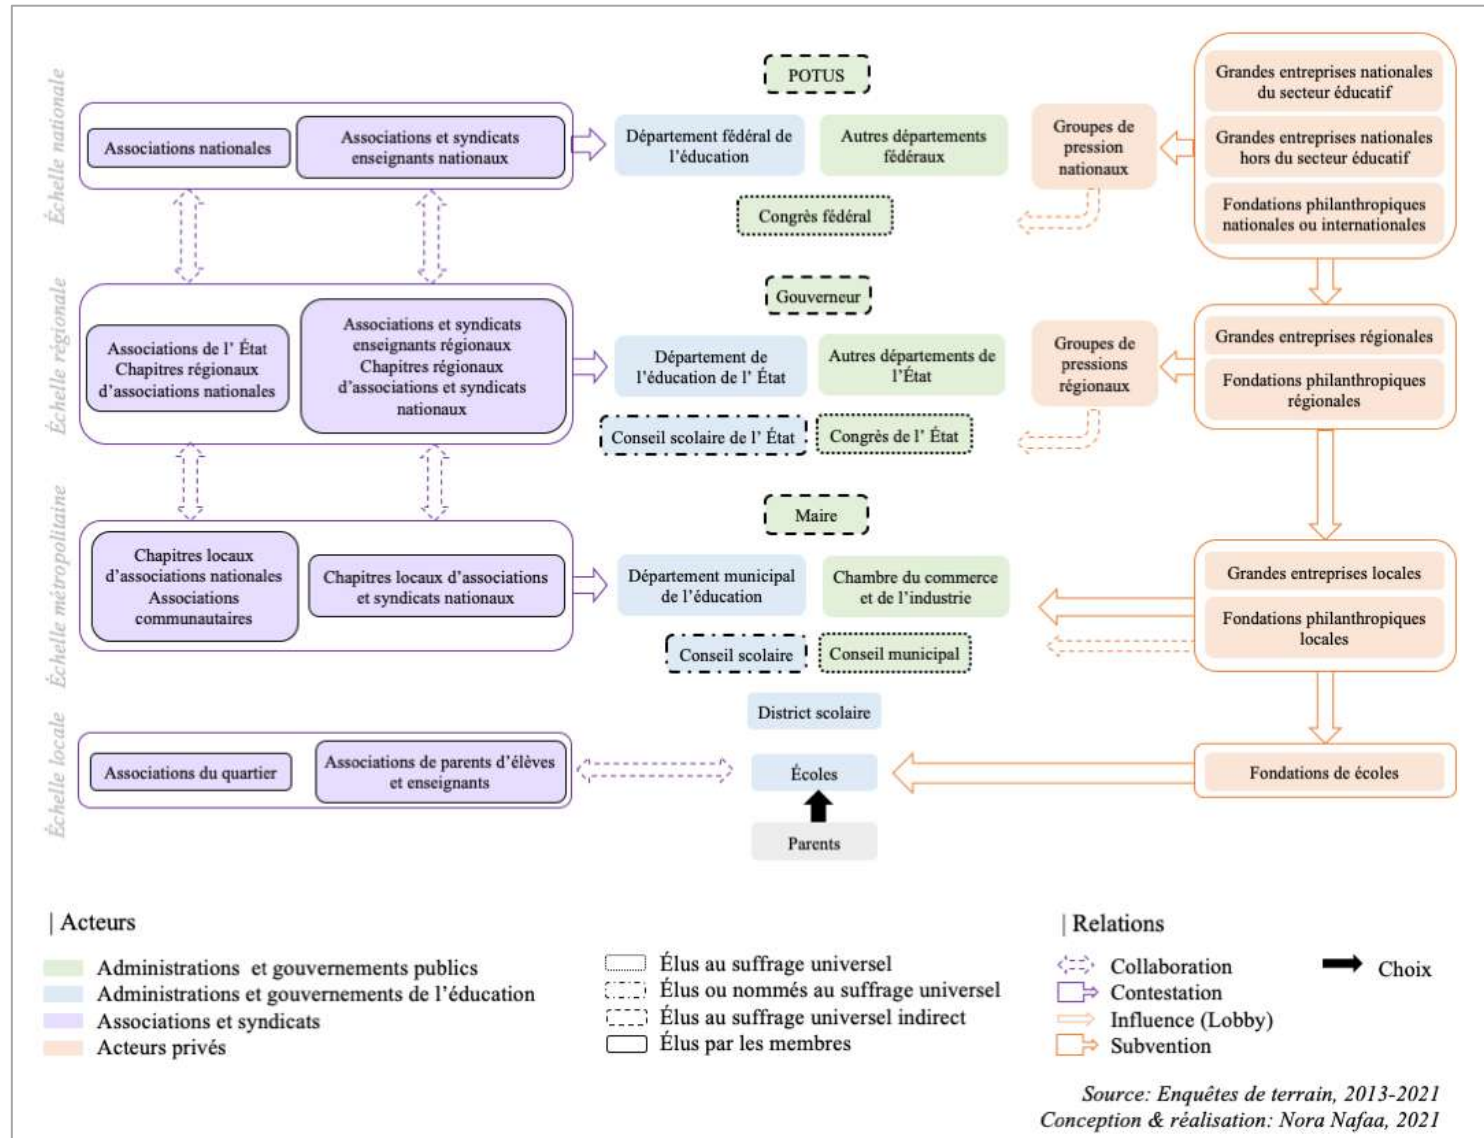 Échelle nationale
POTUS
Associations nationales
Associations et syndicats
enseignants nationaux
Département fédéral de
l'éducation
Autres départements
fédéraux
Congrès fédéral
Groupes de
pression
nationaux
Grandes entreprises nationales
du secteur éducatif
Grandes entreprises nationales
hors du secteur éducatif
Fondations philanthropiques
nationales ou internationales
Échelle régionale
Gouverneur
Associations de l' État
Chapitres régionaux
d'associations nationales
Associations et syndicats
enseignants régionaux
Chapitres régionaux
d'associations et syndicats
nationaux
Département de
l'éducation de l' État
Autres départements de
l'État
Conseil scolaire de l' État
Congrès de l' État
Groupes de
pressions
régionaux
Grandes entreprises régionales
Fondations philanthropiques
régionales
Échelle métropolitaine
Maire
Chapitres locaux
d'associations nationales
Associations
communautaires
Chapitres locaux d'associations
et syndicats nationaux
Département municipal
de l'éducation
Chambre du commerce
et de l'industrie
Conseil scolaire
Conseil municipal
Grandes entreprises locales
Fondations philanthropiques
locales
Échelle locale
District scolaire
Associations du quartier
Associations de parents d'élèves
et enseignants
Écoles
Parents
Fondations de écoles
| Acteurs
Administrations et gouvernements publics
Administrations et gouvernements de l'éducation
Associations et syndicats
Acteurs privés
Élus au suffrage universel
Élus ou nommés au suffrage universel
Élus au suffrage universel indirect
Élus par les membres
| Relations
Collaboration
Contestation
Influence (Lobby)
Subvention
Choix
Source: Enquêtes de terrain, 2013-2021
Conception & réalisation: Nora Nafaa, 2021